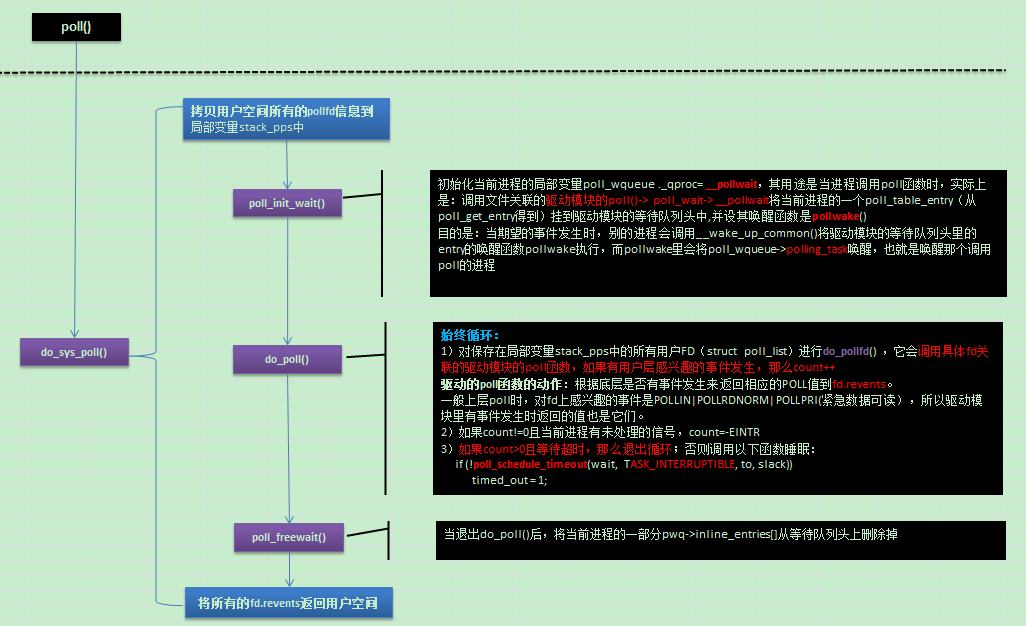 poll()
拷贝用户空间所有的pollfd信息到
局部变量stack_pps中
poll_init_wait()
初始化当前进程的局部变量poll_wqueue ._qproc= __pollwait，其用途是当进程调用poll函数时，实际上
是：调用文件关联的驱动模块的poll()-> poll_wait->__pollwait将当前进程的一个poll_table_entry（从
poll_get_entry得到）挂到驱动模块的等待队列头中,并设其唤醒函数是pollwake()
目的是：当期望的事件发生时，别的进程会调用__wake_up_common()将驱动模块的等待队列头里的
entry的唤醒函数pollwake执行，而pollwake里会将poll_wqueue->polling_task唤醒，也就是唤醒那个调用
poll的进程
do_sys_poll()
do_poll()
始终循环：
1）对保存在局部变量stack_pps中的所有用户FD（struct poll_list）进行do_pollfd() ，它会调用具体fd关
联的驱动模块的poll函数，如果有用户层感兴趣的事件发生，那么count++
驱动的poll函数的动作：根据底层是否有事件发生来返回相应的POLL值到fd.revents。
一般上层poll时，对fd上感兴趣的事件是POLLIN|POLLRDNORM|POLLPRI(紧急数据可读），所以驱动模
块里有事件发生时返回的值也是它们。
2）如果count!=0且当前进程有未处理的信号，count=-EINTR
3）如果count>0且等待超时，那么退出循环；否则调用以下函数睡眠：
if (!poll_schedule_timeout(wait, TASK_INTERRUPTIBLE, to, slack))
timed_out = 1;
poll_freewait()
当退出do_poll()后，将当前进程的一部分pwq->inline_entries[]从等待队列头上删除掉
将所有的fd.revents返回用户空间